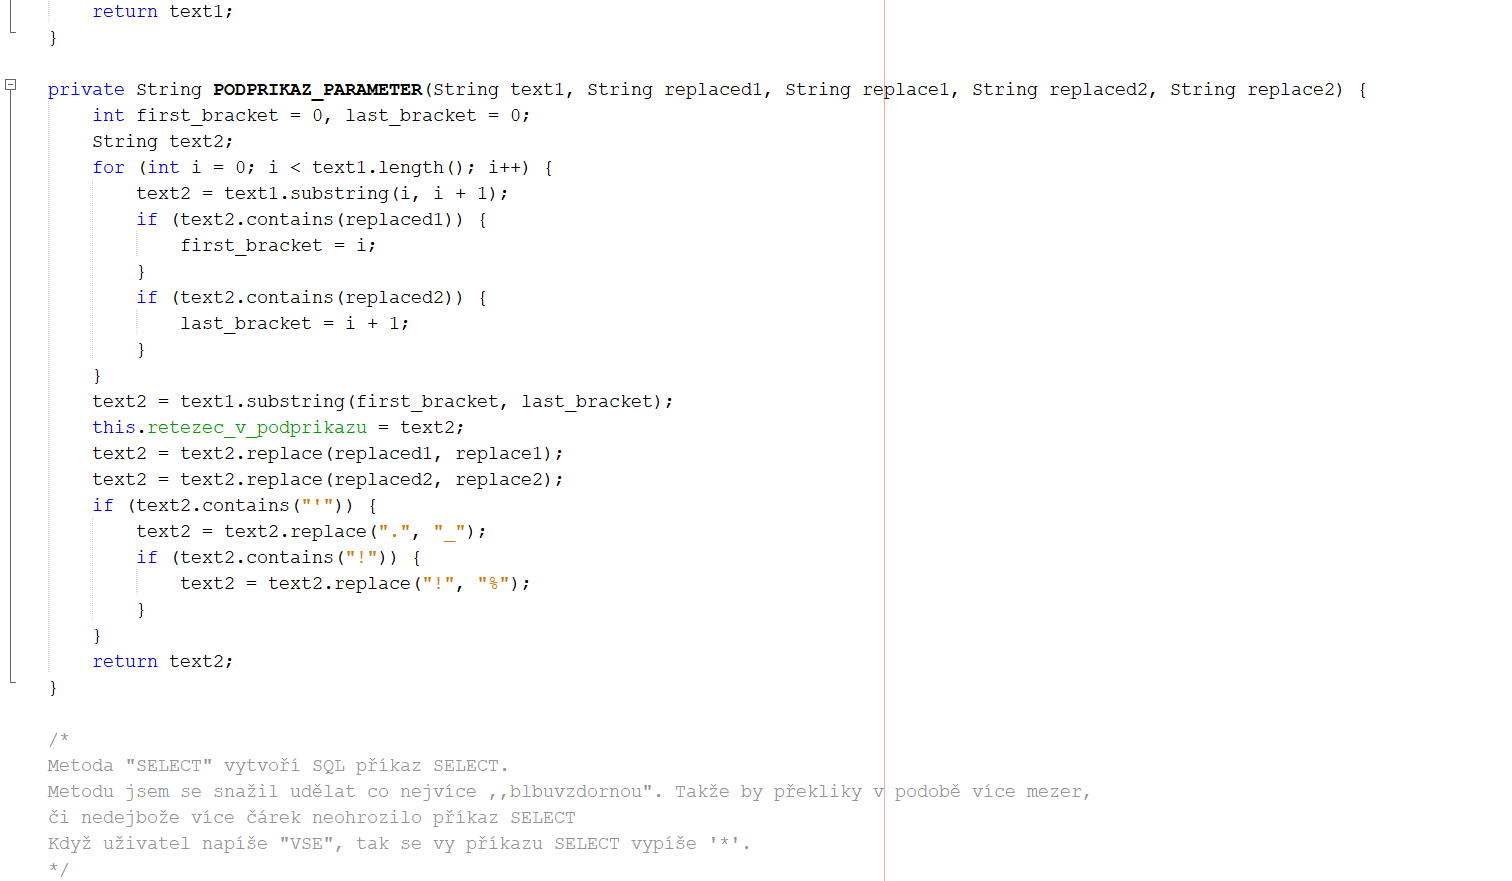 return text1;
}
private String PODPRIKAZ_PARAMETER(String text1, String replaced1, String replace1, String replaced2, String replace2) {
int first_bracket = 0, last_bracket = 0;
String text2;
for (int i = 0; i < text1.length(); i++) {
text2 = text1.substring(i, i + 1);
if (text2.contains(replaced1)) {
first_bracket = i;
}
if (text2.contains(replaced2)) {
last_bracket = i + 1;
}
}
text2 = text1.substring(first_bracket, last_bracket);
this.retezec_v_podprikazu = text2;
text2 = text2.replace(replaced1, replace1);
text2 = text2.replace(replaced2, replace2);
if (text2.contains("'")) {
text2 = text2.replace(".", "_");
if (text2.contains("!")) {
text2 = text2.replace("!", "%");
}
}
return text2;
}
/*
Metoda "SELECT" vytvoří SQL příkaz SELECT.
Metodu jsem se snažil udělat co nejvíce ,,blbuvzdornou". Takže by překliky v podobě více mezer,
či nedejbože více čárek neohrozilo příkaz SELECT
Když uživatel napíše "VSE", tak se vy příkazu SELECT vypíše '*'.
*/